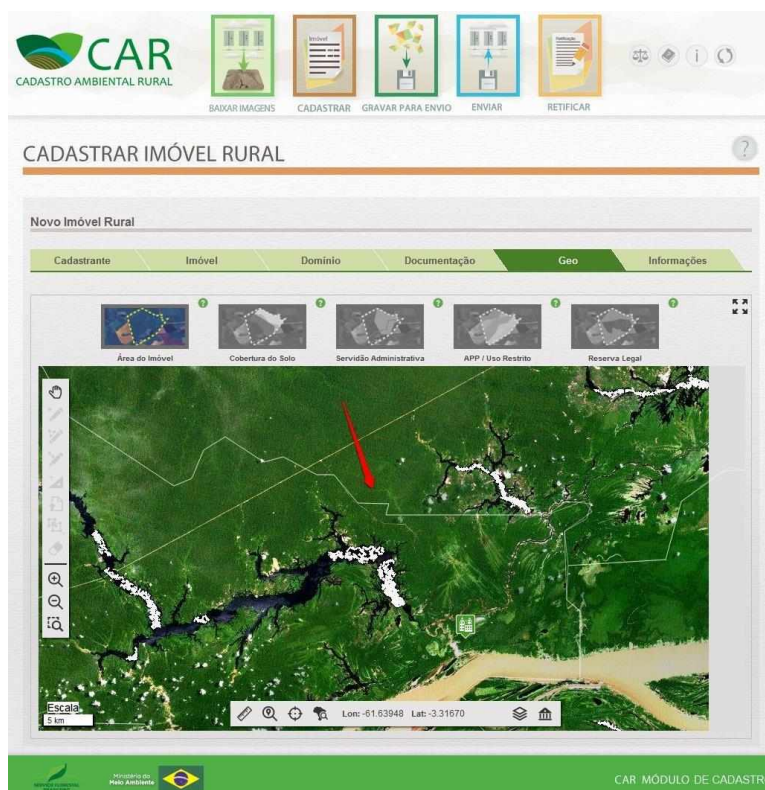 CAR
CADASTRO AMBIENTAL RURAL
Imóvel
Notificação
BAIXAR IMAGENS
CADASTRAR
GRAVAR PARA ENVIO
ENVIAR
RETIFICAR
i
CADASTRAR IMÓVEL RURAL
?
Novo Imóvel Rural
Cadastrante
Imóvel
Domínio
Documentação
Geo
Informações
? ? ? ? ?
Área do Imóvel
Cobertura do Solo
Servidão Administrativa
APP / Uso Restrito
Reserva Legal
Escala
5 km
Lon: -61.63948 Lat: -3.31670
Ministério do
Meio Ambiente
CAR MÓDULO DE CADASTR